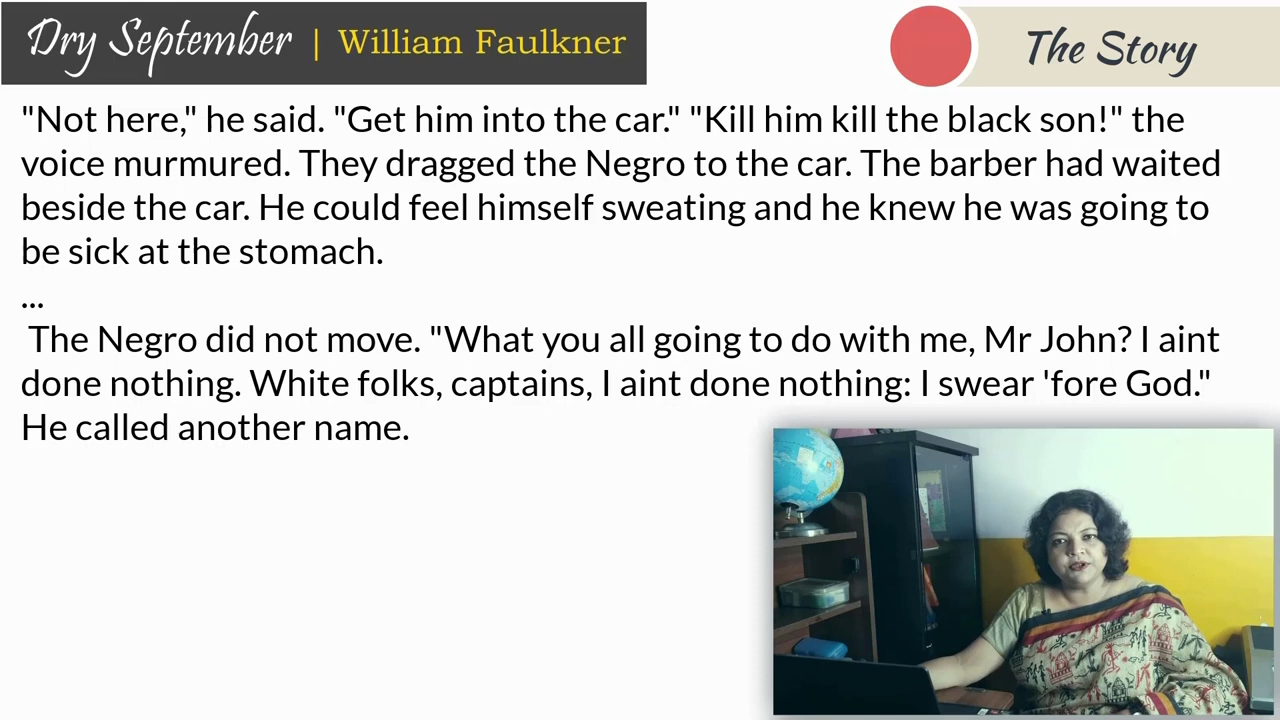 Dry September | William Faulkner
The Story
"Not here," he said. "Get him into the car." "Kill him kill the black son!" the
voice murmured. They dragged the Negro to the car. The barber had waited
beside the car. He could feel himself sweating and he knew he was going to
be sick at the stomach.
...
The Negro did not move. "What you all going to do with me, Mr John? I aint
done nothing. White folks, captains, I aint done nothing: I swear 'fore God."
He called another name.